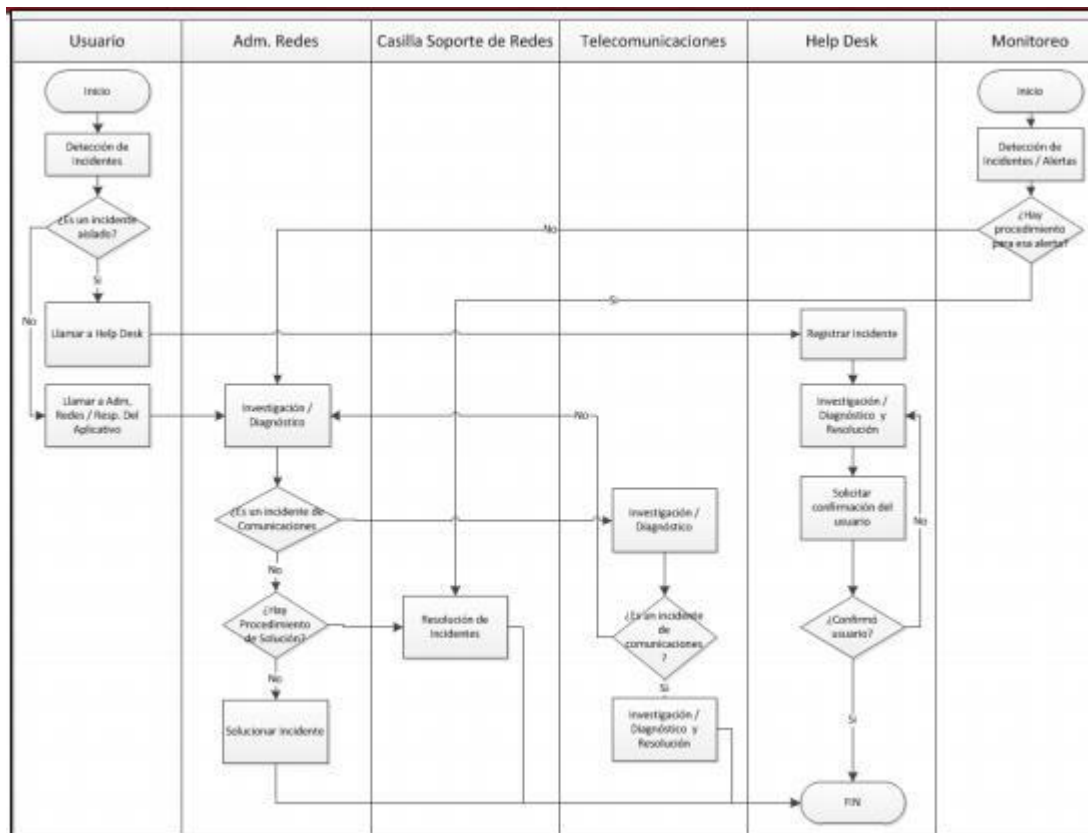 Usuario
Adm. Redes
Casilla Soporte de Redes
Telecomunicaciones
Help Desk
Monitoreo
Inicio
Detección de
Incidentes
¿Es un incidente
aislado?
Si
No
Llamar a Help Desk
Llamar a Adm.
Redes / Resp. Del
Aplicativo
Investigación /
Diagnóstico
¿Es un incidente de
Comunicaciones
No
¿Hay
Procedimiento
de Solución?
No
Solucionar Incidente
Resolución de
Incidentes
Investigación /
Diagnóstico
¿Es un incidente
de
comunicaciones
?
No
Si
Investigación /
Diagnóstico y
Resolución
Registrar Incidente
Investigación /
Diagnóstico y
Resolución
Solicitar
confirmación del
usuario
¿Confirmó
usuario?
No
Si
FIN
Inicio
Detección de
Incidentes / Alertas
¿Hay
procedimiento
para esa alerta?
No
Si